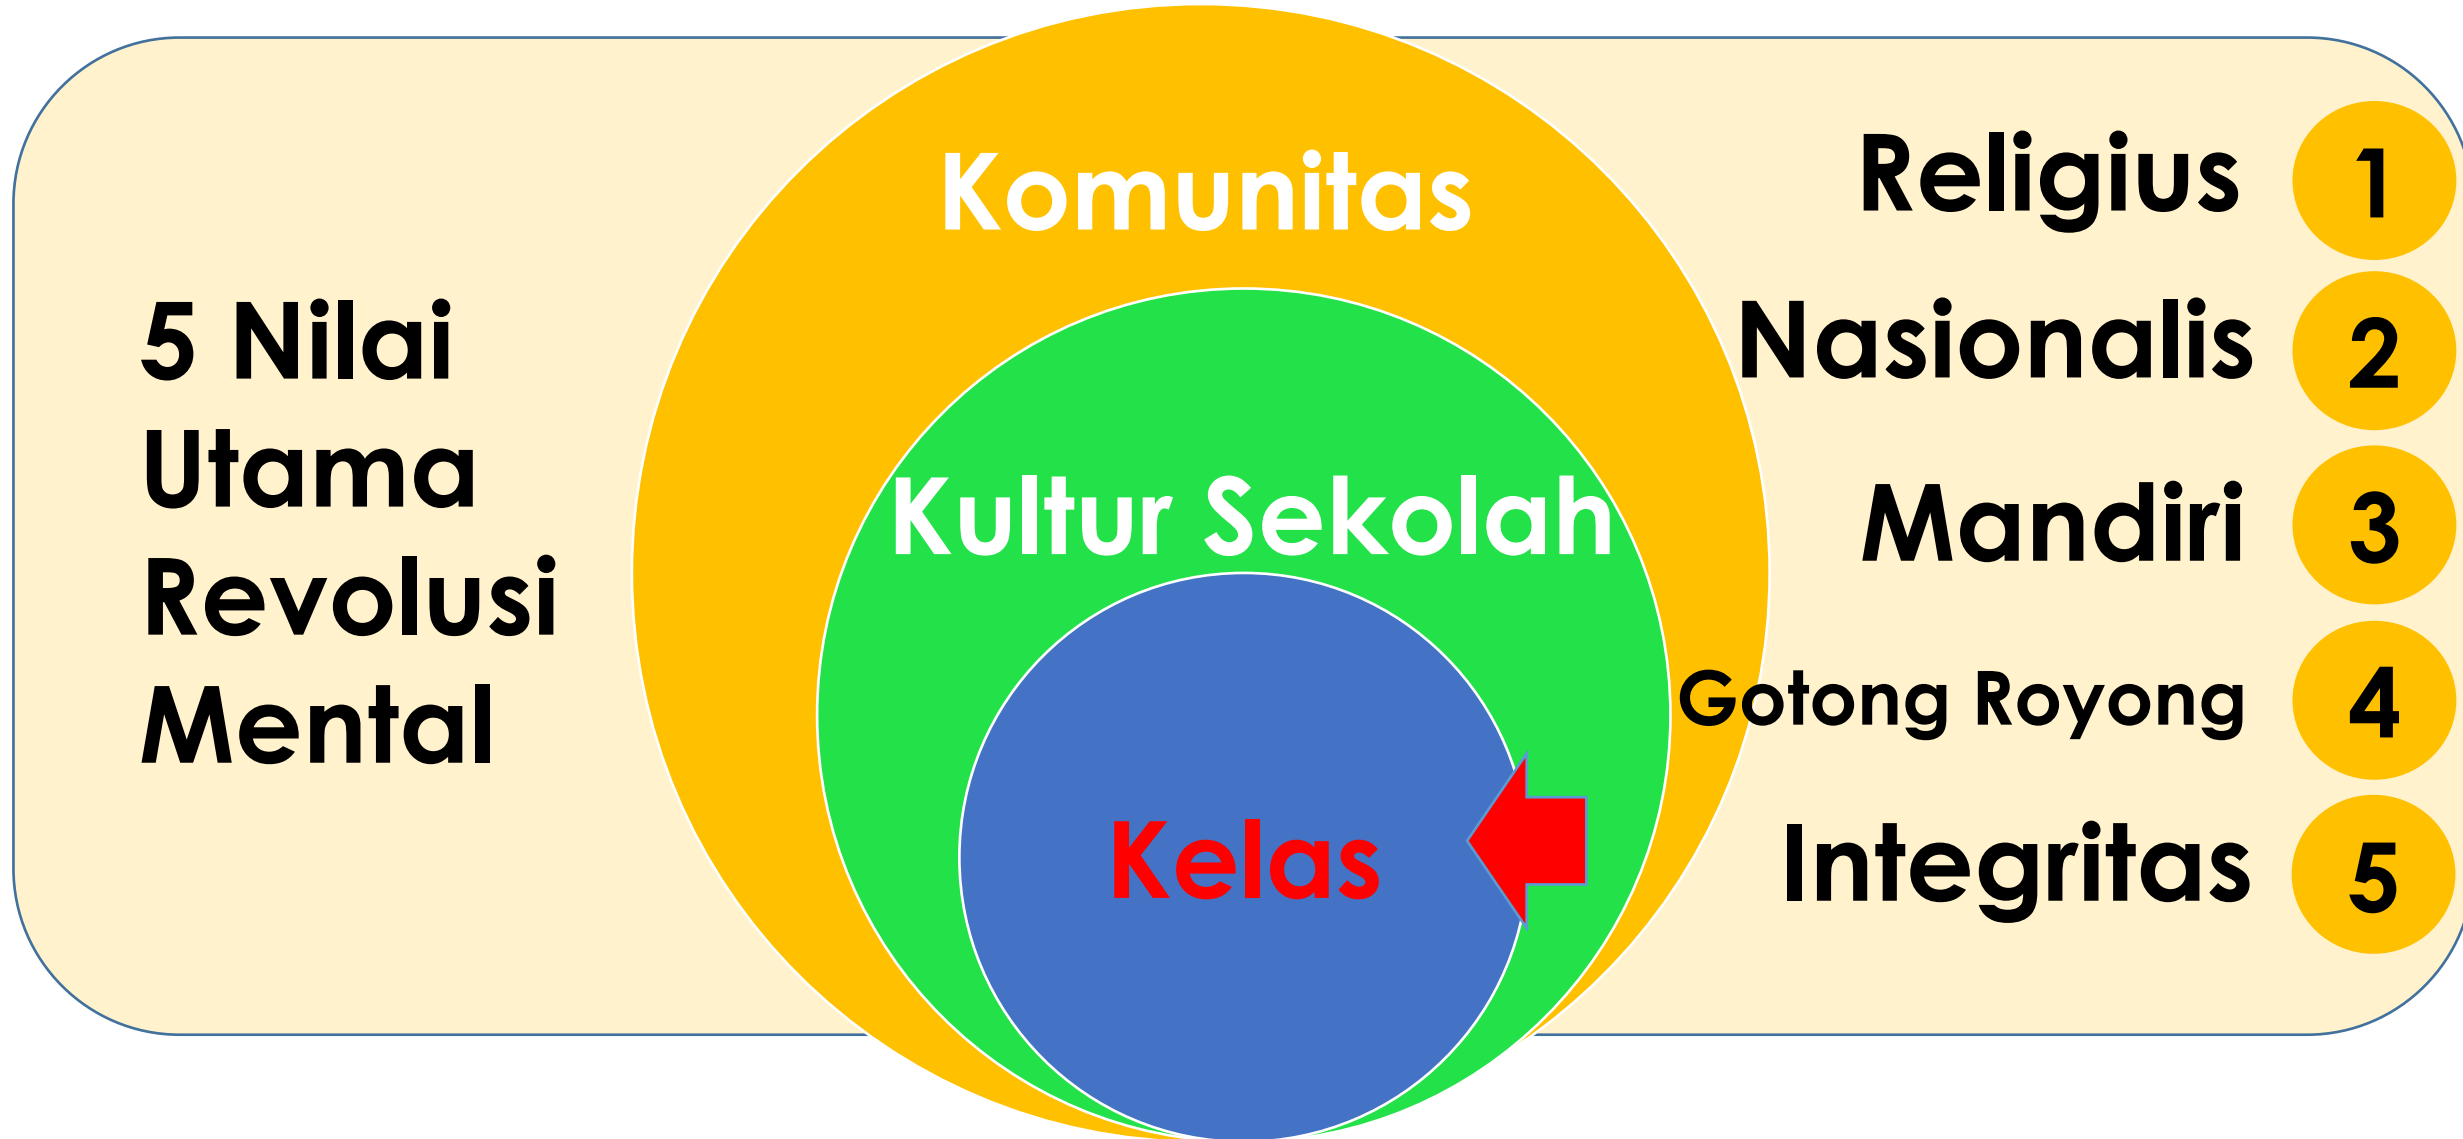 5 Nilai
Utama
Revolusi
Mental
Komunitas
Kultur Sekolah
Kelas
Religius 1
Nasionalis 2
Mandiri 3
Gotong Royong 4
Integritas 5